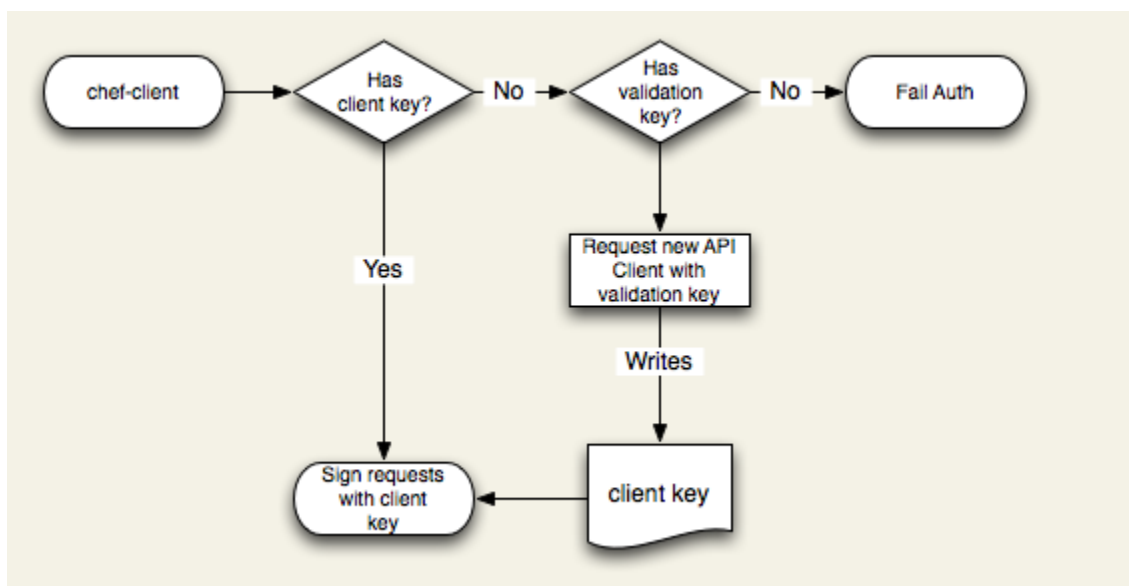 chef-client
Has
client key?
No
Has
validation
key?
No
Fail Auth
Yes
Request new API
Client with
validation key
Writes
client key
Sign requests
with client
key